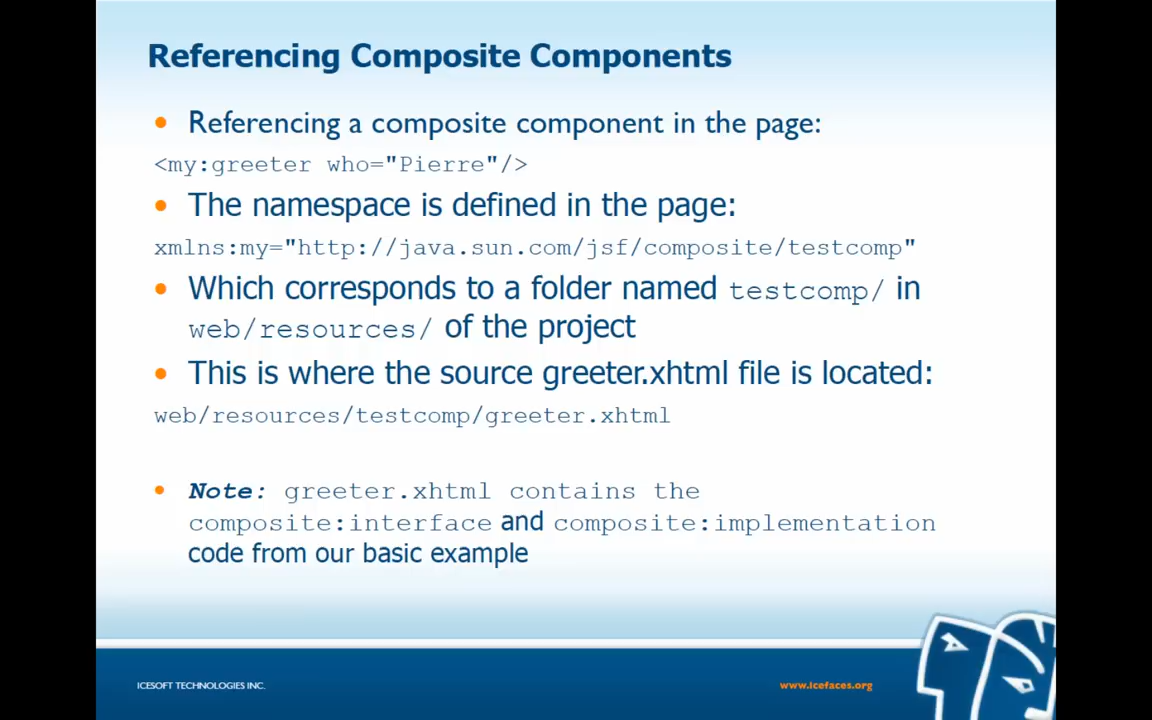 Referencing Composite Components
• Referencing a composite component in the page:
<my:greeter who="Pierre"/>
• The namespace is defined in the page:
xmlns:my="http://java.sun.com/jsf/composite/testcomp"
• Which corresponds to a folder named testcomp/ in
web/resources/ of the project
• This is where the source greeter.xhtml file is located:
web/resources/testcomp/greeter.xhtml
• Note: greeter.xhtml contains the
composite:interface and composite:implementation
code from our basic example
ICESOFT TECHNOLOGIES INC.
www.icefaces.org